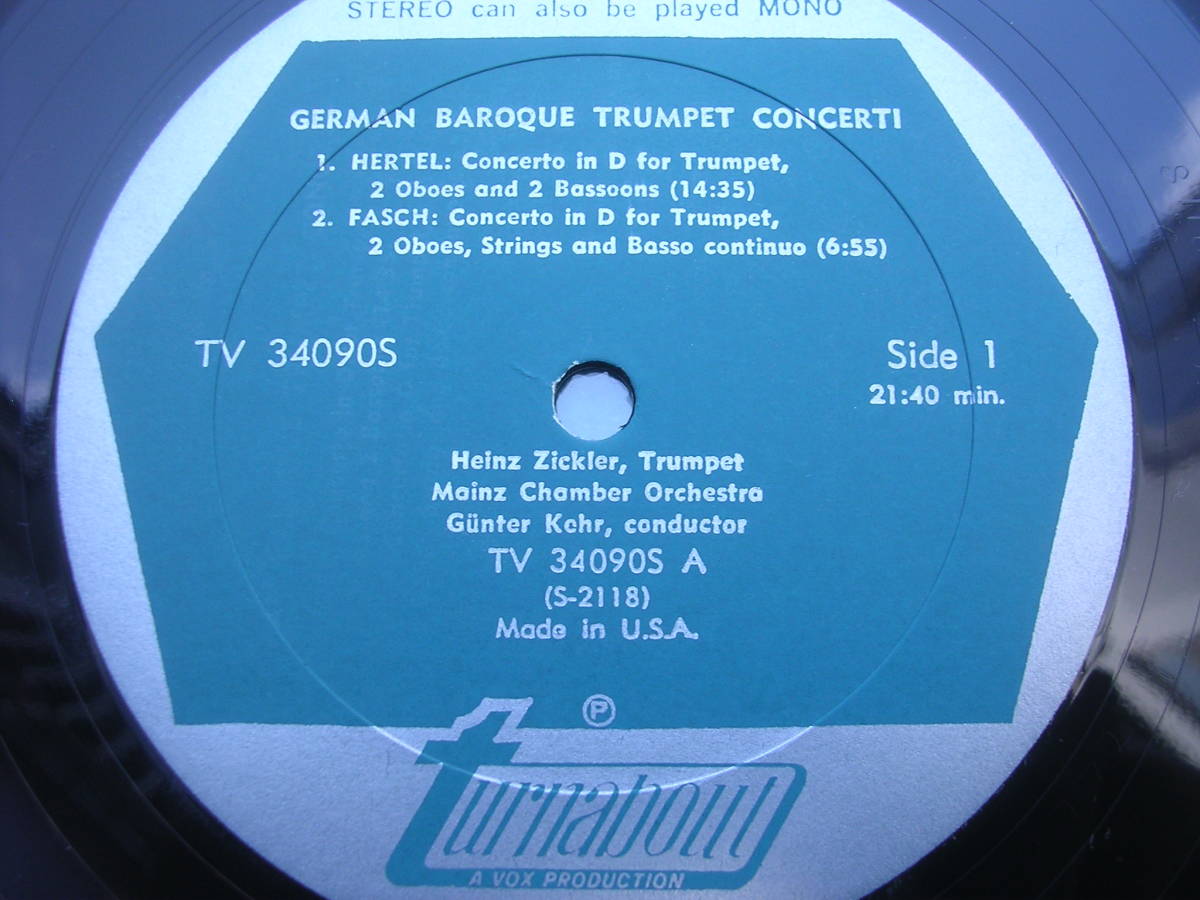 STEREO can also be played MONO
GERMAN BAROQUE TRUMPET CONCERTI
1. HERTEL: Concerto in D for Trumpet,
2 Oboes and 2 Bassoons (14:35)
2. FASCH: Concerto in D for Trumpet,
2 Oboes, Strings and Basso continuo (6:55)
TV 34090S
Side 1
21:40 min.
Heinz Zickler, Trumpet
Mainz Chamber Orchestra
Günter Kehr, conductor
TV 34090S A
(S-2118)
Made in U.S.A.
Ⓟ
turnabout
A VOX PRODUCTION